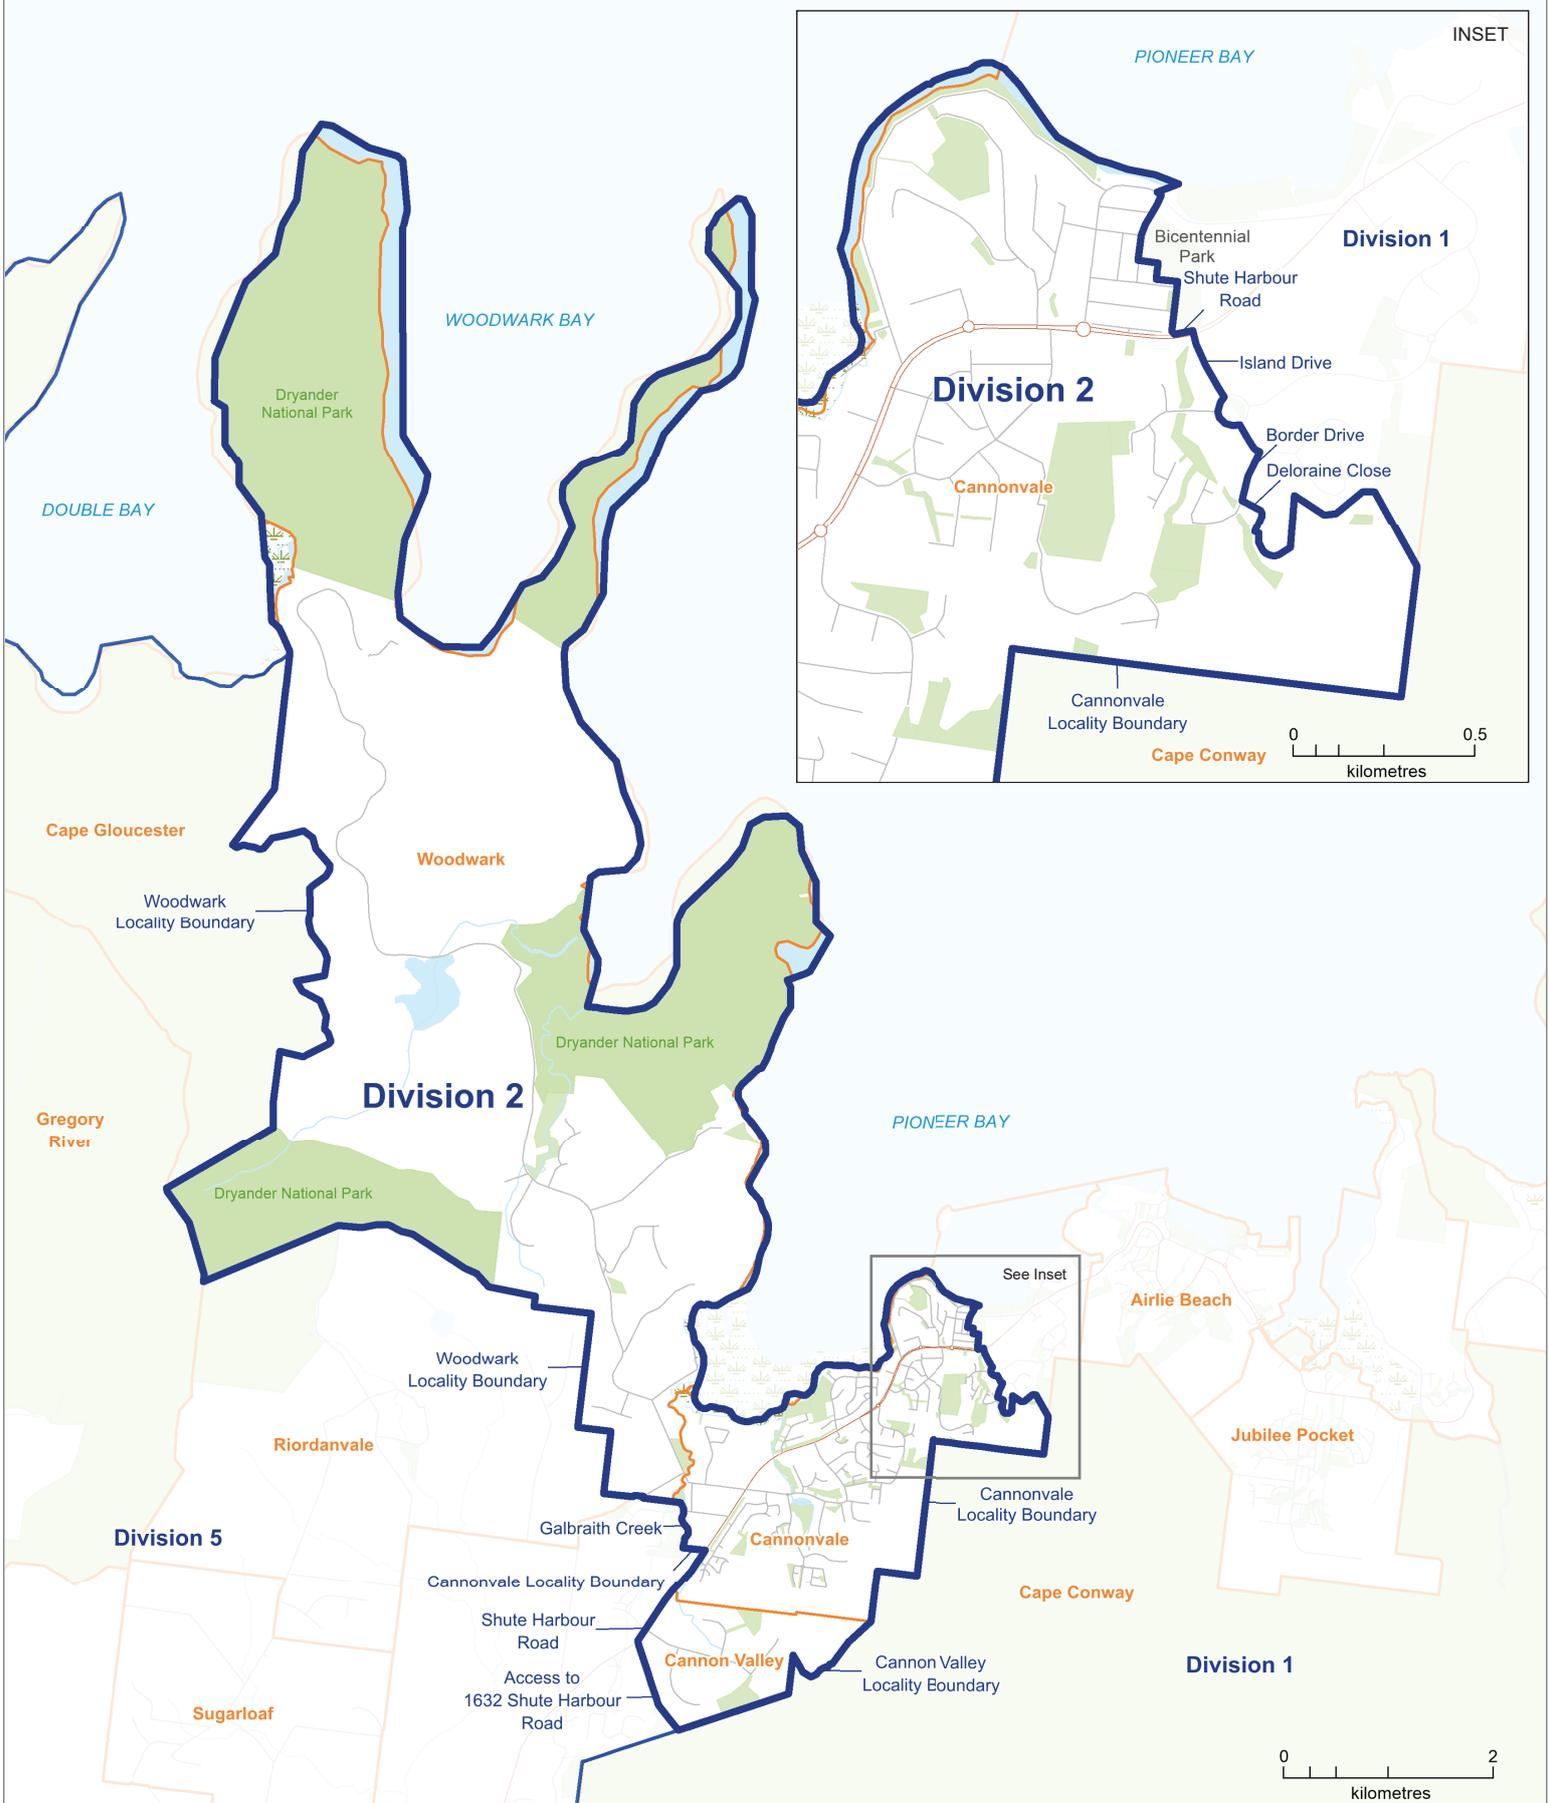 INSET
PIONEER BAY
Division 1
Bicentennial
Park
Shute Harbour
Road
Island Drive
Division 2
Border Drive
Deloraine Close
Cannonvale
Cannonvale
Locality Boundary
Cape Conway
0 0.5
kilometres
WOODWARK BAY
Dryander
National Park
DOUBLE BAY
Cape Gloucester
Woodwark
Woodwark
Locality Boundary
Dryander National Park
Division 2
Gregory
River
PIONEER BAY
Dryander National Park
See Inset
Airlie Beach
Woodwark
Locality Boundary
Riordanvale
Jubilee Pocket
Cannonvale
Locality Boundary
Division 5
Galbraith Creek
Cannonvale
Cannonvale Locality Boundary
Cape Conway
Shute Harbour
Road
Cannon Valley
Cannon Valley
Locality Boundary
Division 1
Access to
1632 Shute Harbour
Road
Sugarloaf
0 2
kilometres